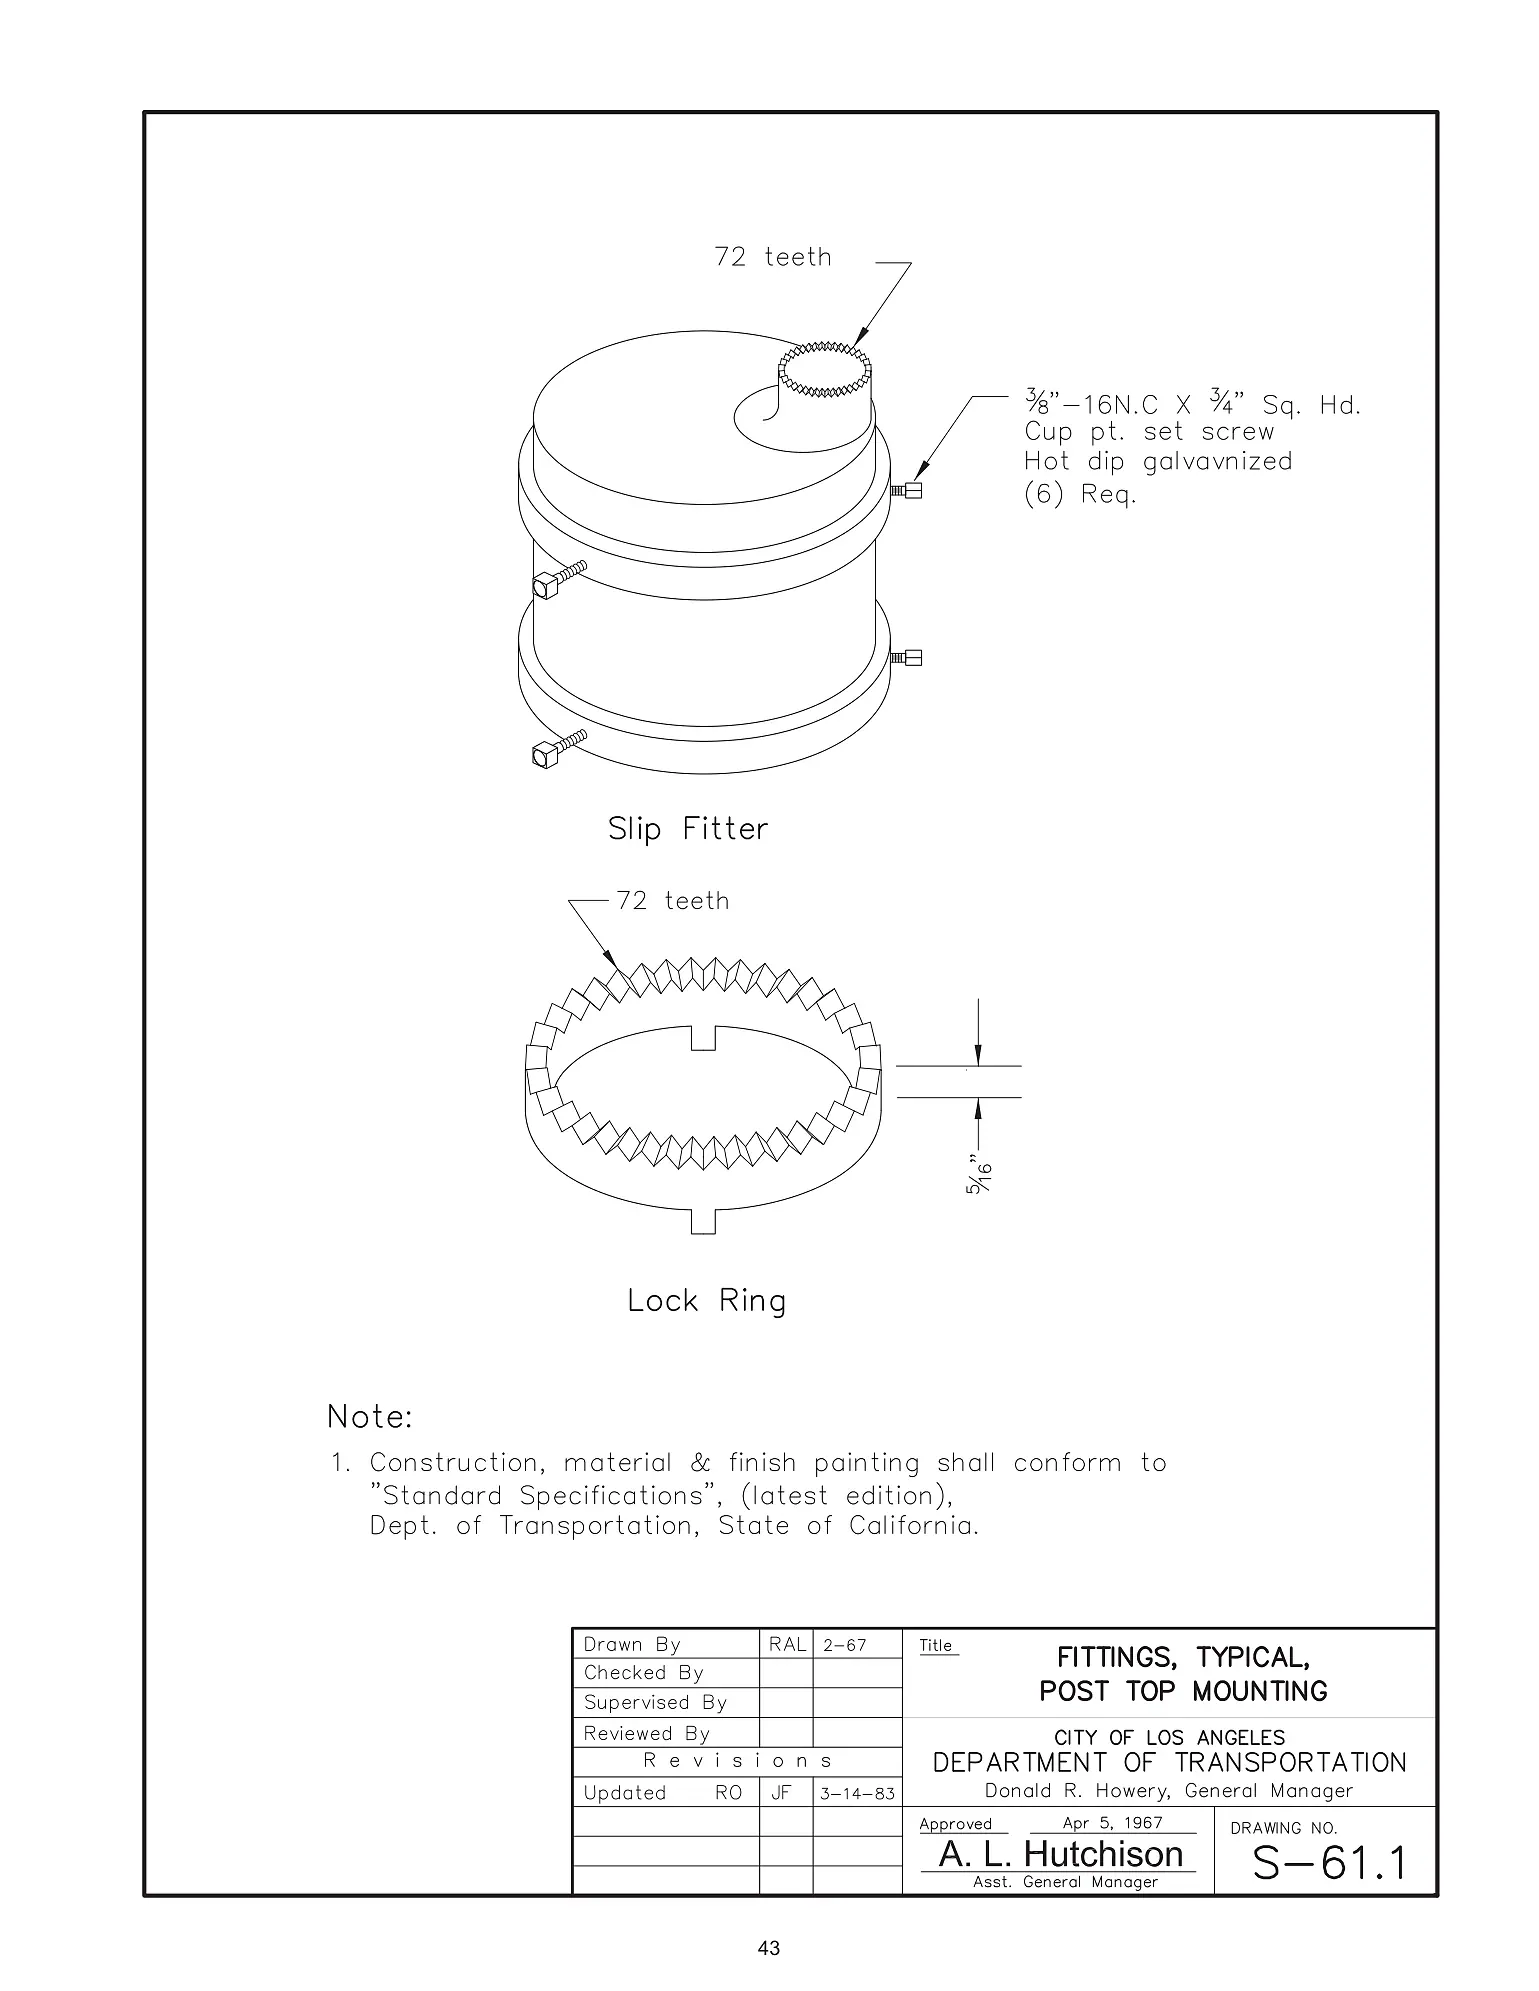 72 teeth
⅜”-16N.C X ¾” Sq. Hd.
Cup pt. set screw
Hot dip galvavnized
(6) Req.
Slip Fitter
72 teeth
5⁄16”
Lock Ring
Note:
1. Construction, material & finish painting shall conform to
”Standard Specifications”, (latest edition),
Dept. of Transportation, State of California.
Drawn By RAL 2-67
Checked By
Supervised By
Reviewed By
Revisions
Updated RO JF 3-14-83
Title
FITTINGS, TYPICAL,
POST TOP MOUNTING
CITY OF LOS ANGELES
DEPARTMENT OF TRANSPORTATION
Donald R. Howery, General Manager
Approved Apr 5, 1967
A. L. Hutchison
Asst. General Manager
DRAWING NO.
S-61.1
43